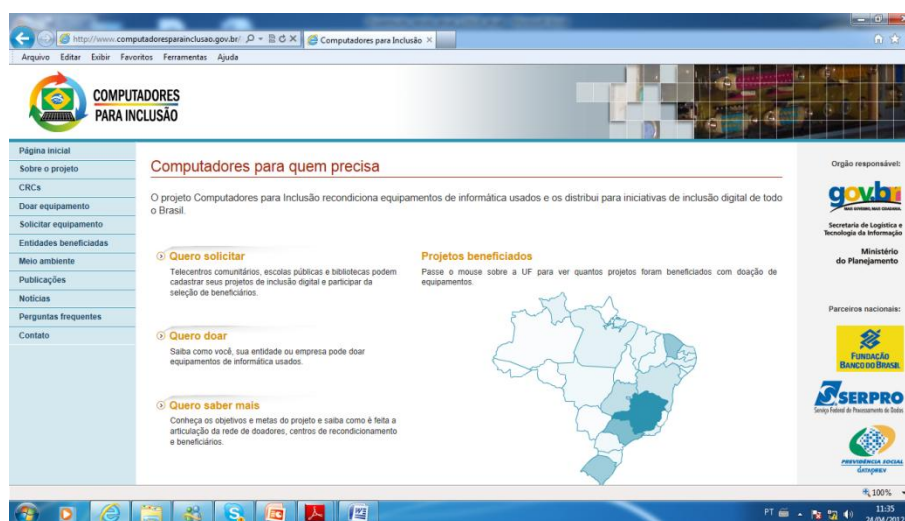 http://www.computadoresparainclusao.gov.br/
Computadores para Inclusão
Arquivo Editar Exibir Favoritos Ferramentas Ajuda
COMPUTADORES
PARA INCLUSÃO
Página inicial
Sobre o projeto
CRCs
Doar equipamento
Solicitar equipamento
Entidades beneficiadas
Meio ambiente
Publicações
Notícias
Perguntas frequentes
Contato
Computadores para quem precisa
O projeto Computadores para Inclusão recondiciona equipamentos de informática usados e os distribui para iniciativas de inclusão digital de todo
o Brasil.
Quero solicitar
Telecentros comunitários, escolas públicas e bibliotecas podem
cadastrar seus projetos de inclusão digital e participar da
seleção de beneficiários.
Quero doar
Saiba como você, sua entidade ou empresa pode doar
equipamentos de informática usados.
Quero saber mais
Conheça os objetivos e metas do projeto e saiba como é feita a
articulação da rede de doadores, centros de recondicionamento
e beneficiários.
Projetos beneficiados
Passe o mouse sobre a UF para ver quantos projetos foram beneficiados com doação de
equipamentos.
Orgão responsável:
gov.br
MAIS GOVERNO, MAIS CIDADANIA.
Secretaria de Logística e
Tecnologia da Informação
Ministério
do Planejamento
Parceiros nacionais:
FUNDAÇÃO
BANCO DO BRASIL
SERPRO
Serviço Federal de Processamento de Dados
PREVIDÊNCIA SOCIAL
DATAPREV
100%
PT
11:35